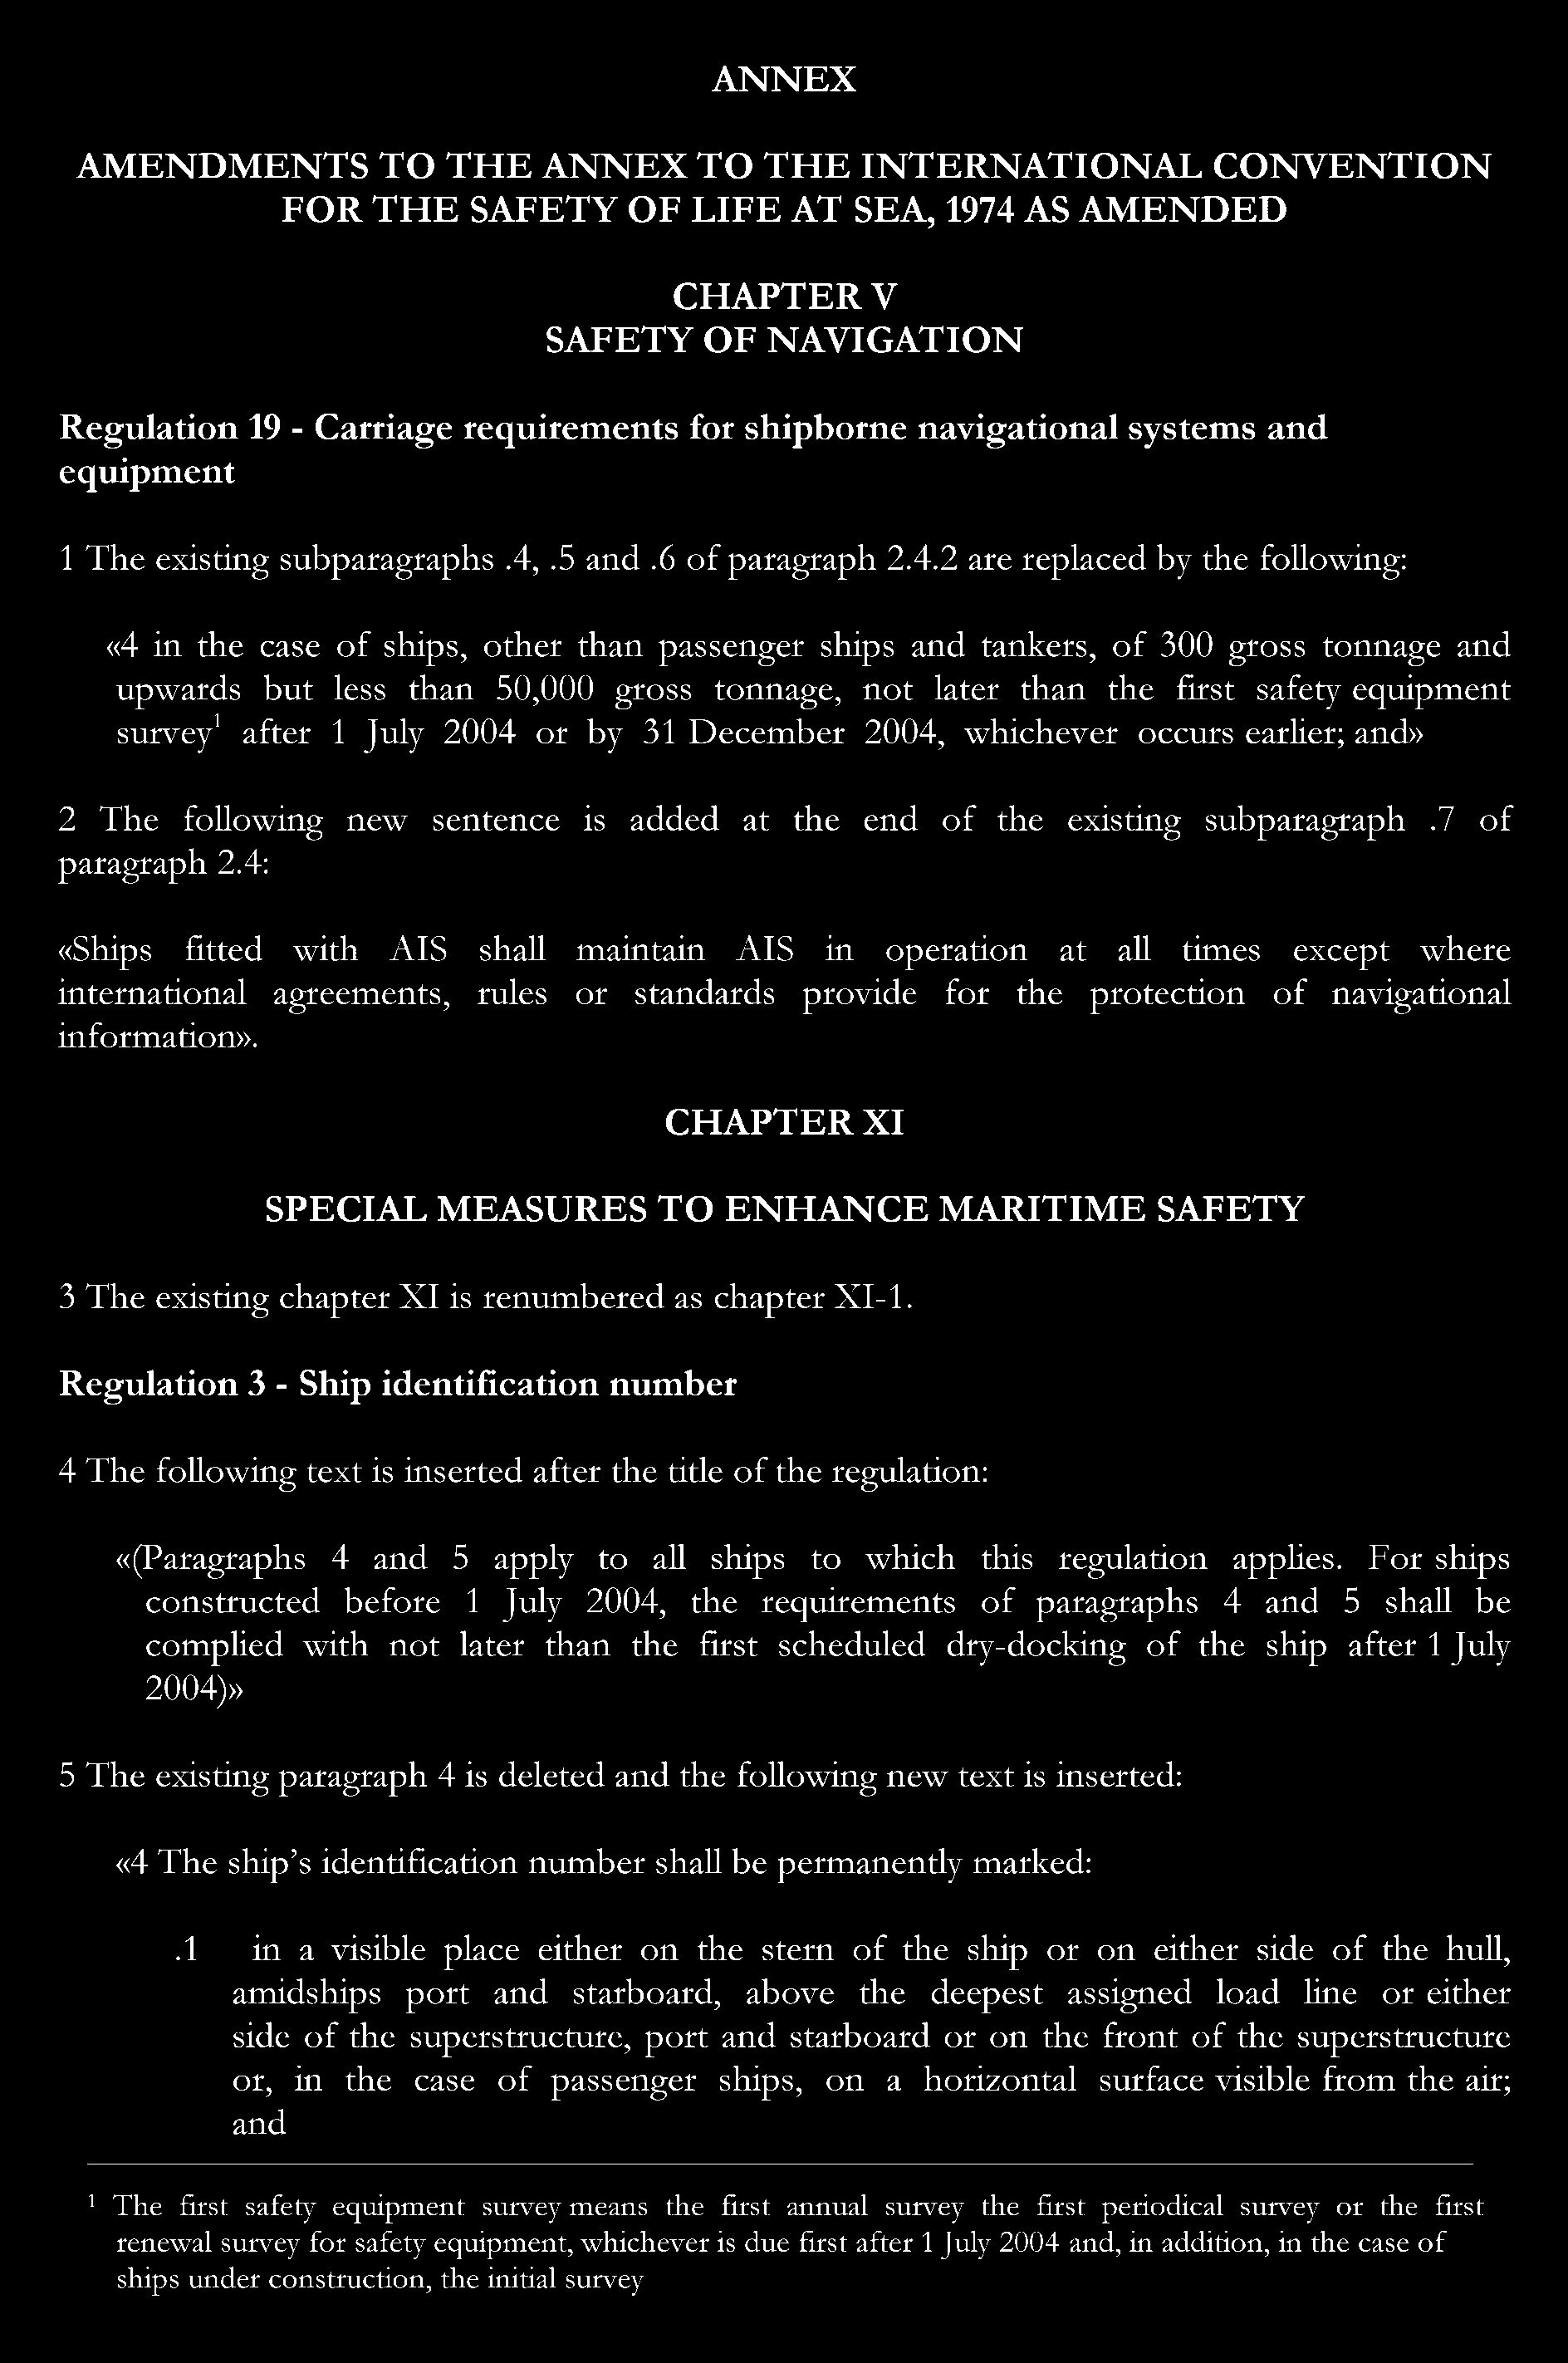 ANNEX
AMENDMENTS TO THE ANNEX TO THE INTERNATIONAL CONVENTION
FOR THE SAFETY OF LIFE AT SEA, 1974 AS AMENDED
CHAPTER V
SAFETY OF NAVIGATION
Regulation 19 - Carriage requirements for shipborne navigational systems and
equipment
1 The existing subparagraphs .4, .5 and .6 of paragraph 2.4.2 are replaced by the following:
«4 in the case of ships, other than passenger ships and tankers, of 300 gross tonnage and
upwards but less than 50,000 gross tonnage, not later than the first safety equipment
survey¹ after 1 July 2004 or by 31 December 2004, whichever occurs earlier; and»
2 The following new sentence is added at the end of the existing subparagraph .7 of
paragraph 2.4:
«Ships fitted with AIS shall maintain AIS in operation at all times except where
international agreements, rules or standards provide for the protection of navigational
information».
CHAPTER XI
SPECIAL MEASURES TO ENHANCE MARITIME SAFETY
3 The existing chapter XI is renumbered as chapter XI-1.
Regulation 3 - Ship identification number
4 The following text is inserted after the title of the regulation:
«(Paragraphs 4 and 5 apply to all ships to which this regulation applies. For ships
constructed before 1 July 2004, the requirements of paragraphs 4 and 5 shall be
complied with not later than the first scheduled dry-docking of the ship after 1 July
2004)»
5 The existing paragraph 4 is deleted and the following new text is inserted:
«4 The ship’s identification number shall be permanently marked:
.1 in a visible place either on the stern of the ship or on either side of the hull,
amidships port and starboard, above the deepest assigned load line or either
side of the superstructure, port and starboard or on the front of the superstructure
or, in the case of passenger ships, on a horizontal surface visible from the air;
and
¹ The first safety equipment survey means the first annual survey the first periodical survey or the first
renewal survey for safety equipment, whichever is due first after 1 July 2004 and, in addition, in the case of
ships under construction, the initial survey